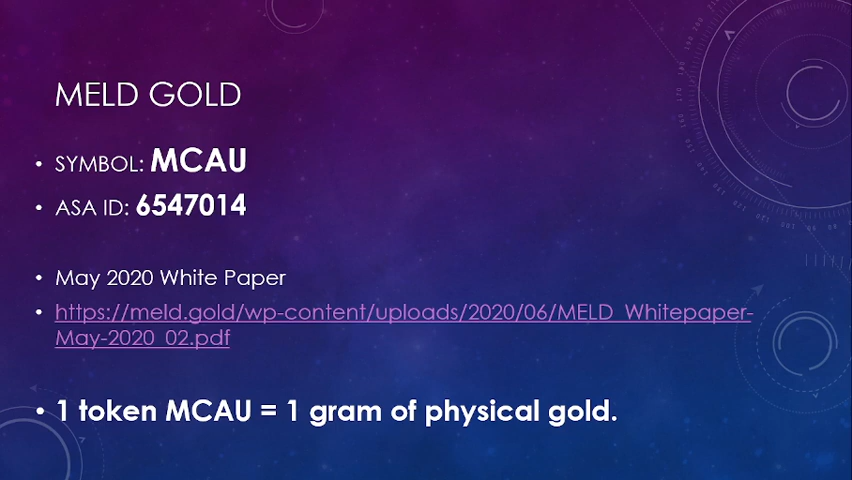 MELD GOLD
• SYMBOL: MCAU
• ASA ID: 6547014
• May 2020 White Paper
• https://meld.gold/wp-content/uploads/2020/06/MELD_Whitepaper-
May-2020_02.pdf
• 1 token MCAU = 1 gram of physical gold.